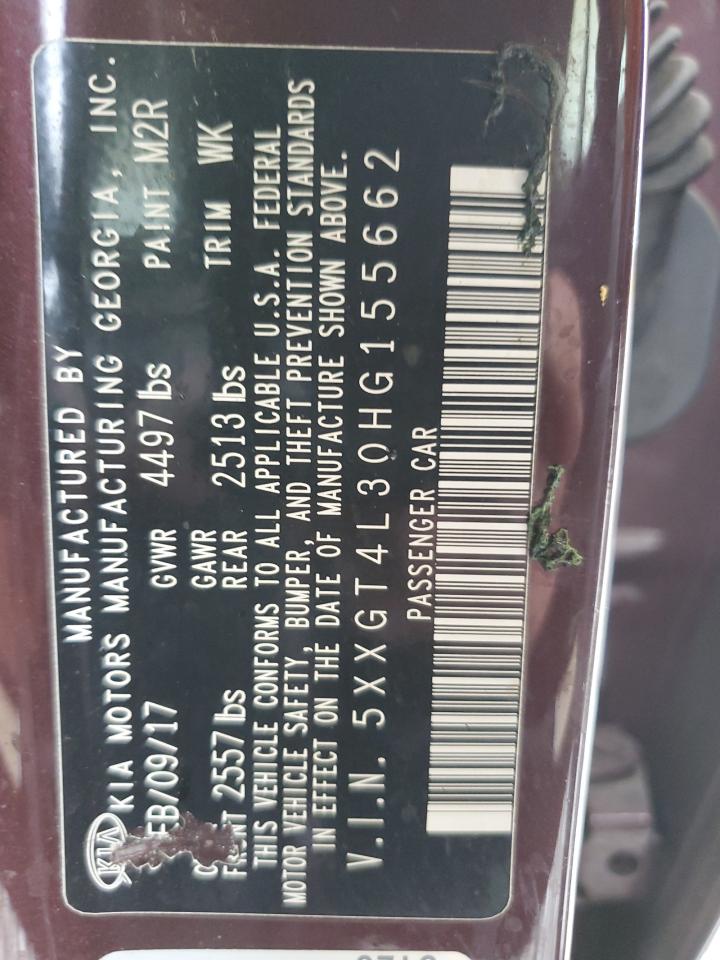 MANUFACTURED BY
KIA KIA MOTORS MANUFACTURING GEORGIA, INC.
FEB/09/17 GVWR 4497 lbs PAINT M2R
GAWR
FRONT 2557 lbs REAR 2513 lbs TRIM WK
THIS VEHICLE CONFORMS TO ALL APPLICABLE U.S.A. FEDERAL
MOTOR VEHICLE SAFETY, BUMPER, AND THEFT PREVENTION STANDARDS
IN EFFECT ON THE DATE OF MANUFACTURE SHOWN ABOVE.
V.I.N. 5XXGT4L30HG155662
PASSENGER CAR